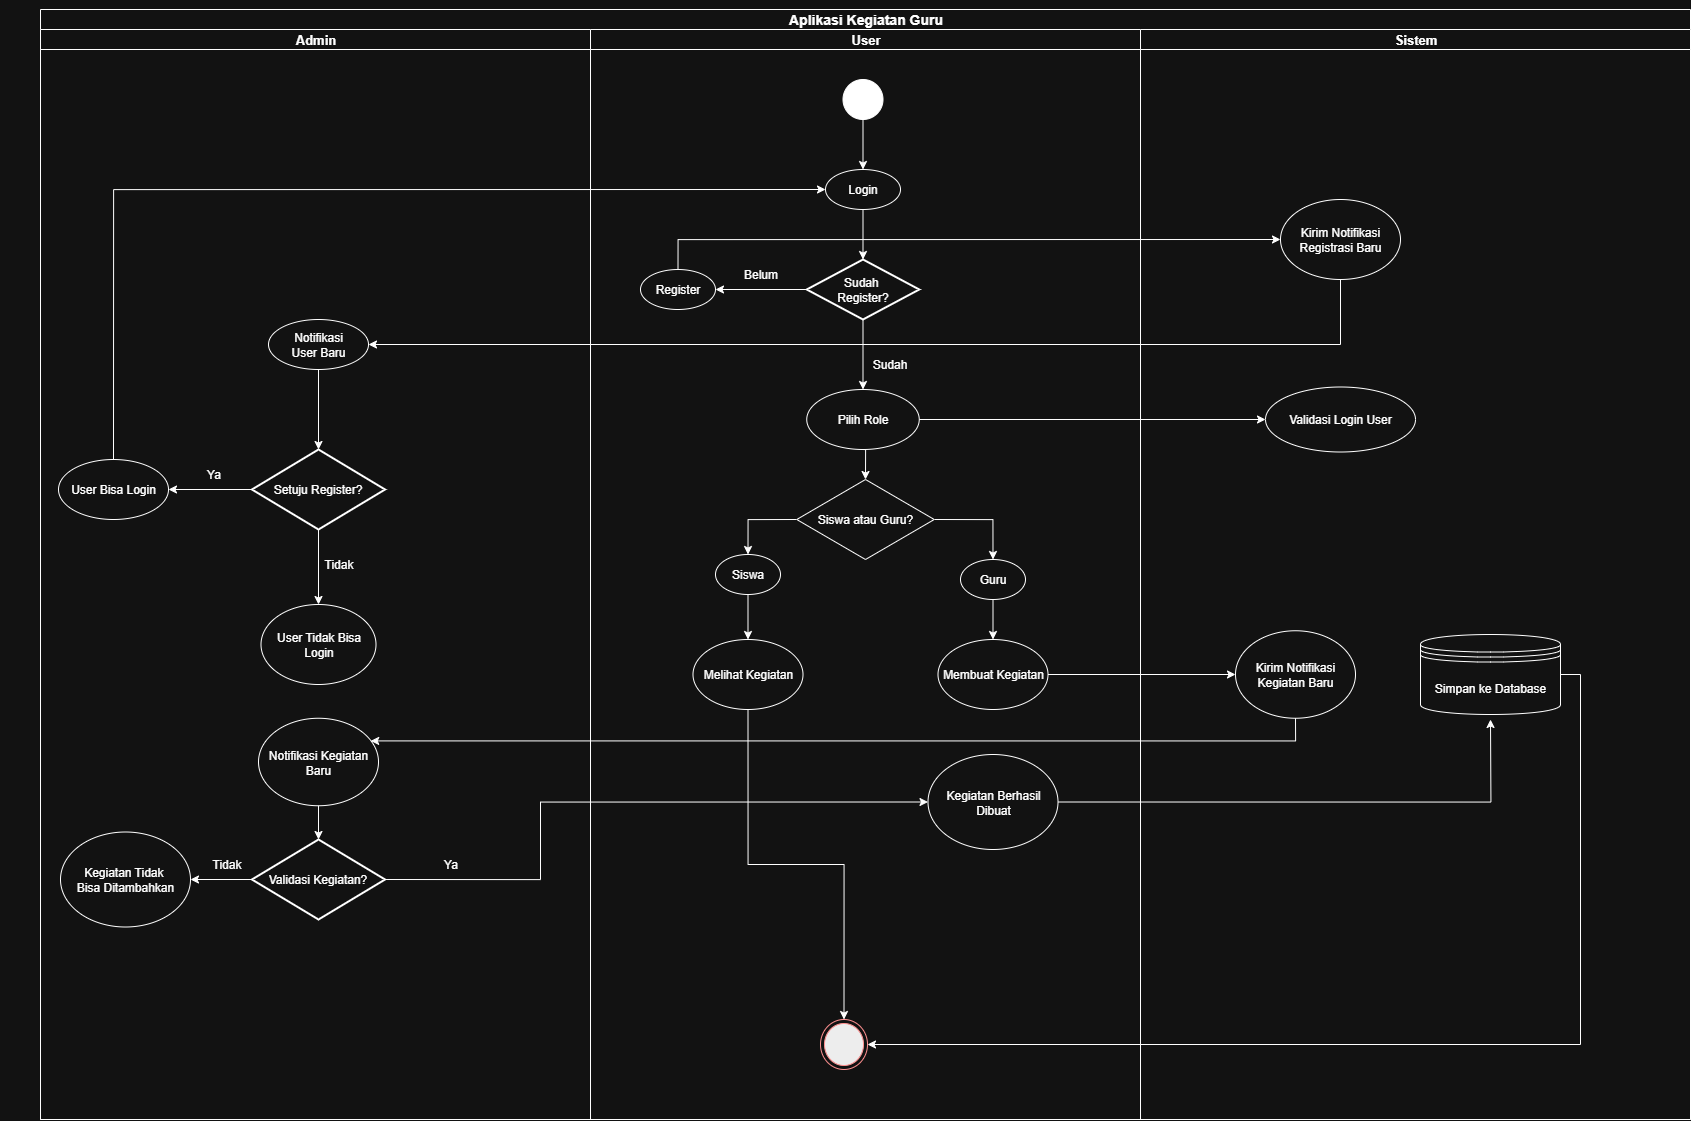 Aplikasi Kegiatan Guru
Admin
User
Sistem
Login
Kirim Notifikasi
Registrasi Baru
Belum
Sudah
Register?
Register
Notifikasi
User Baru
Sudah
Pilih Role
Validasi Login User
Ya
Setuju Register?
User Bisa Login
Siswa atau Guru?
Tidak
Siswa
Guru
User Tidak Bisa
Login
Melihat Kegiatan
Membuat Kegiatan
Kirim Notifikasi
Kegiatan Baru
Simpan ke Database
Notifikasi Kegiatan
Baru
Kegiatan Berhasil
Dibuat
Tidak
Ya
Kegiatan Tidak
Bisa Ditambahkan
Validasi Kegiatan?